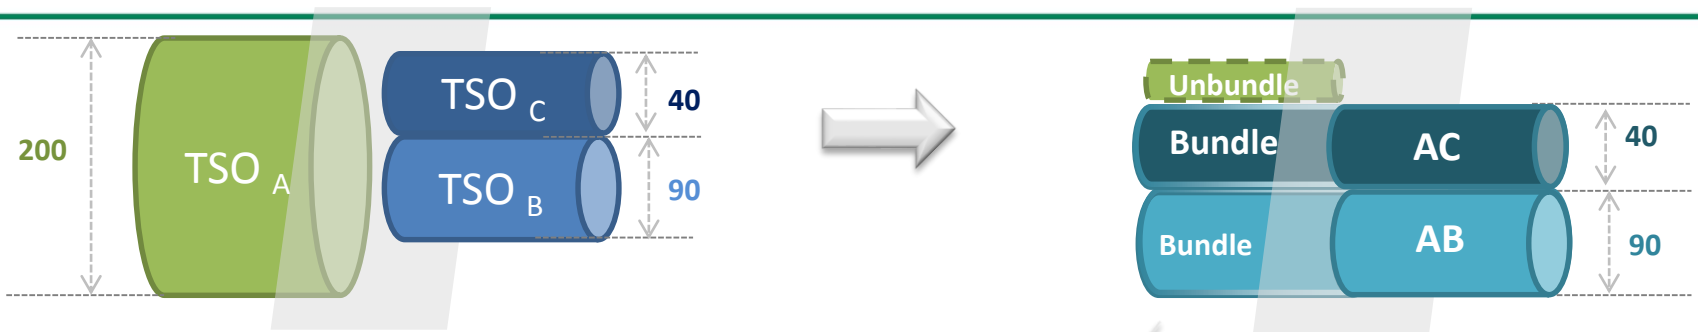 200
TSO A
TSO C
40
TSO B
90
Unbundle
Bundle AC
40
Bundle AB
90